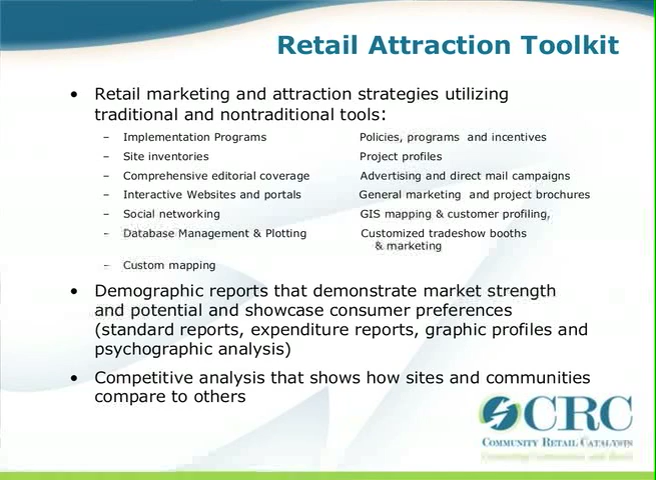 Retail Attraction Toolkit
• Retail marketing and attraction strategies utilizing
traditional and nontraditional tools:
– Implementation Programs Policies, programs and incentives
– Site inventories Project profiles
– Comprehensive editorial coverage Advertising and direct mail campaigns
– Interactive Websites and portals General marketing and project brochures
– Social networking GIS mapping & customer profiling,
– Database Management & Plotting Customized tradeshow booths
& marketing
– Custom mapping
• Demographic reports that demonstrate market strength
and potential and showcase consumer preferences
(standard reports, expenditure reports, graphic profiles and
psychographic analysis)
• Competitive analysis that shows how sites and communities
compare to others
CRC
COMMUNITY RETAIL CATALYSTS